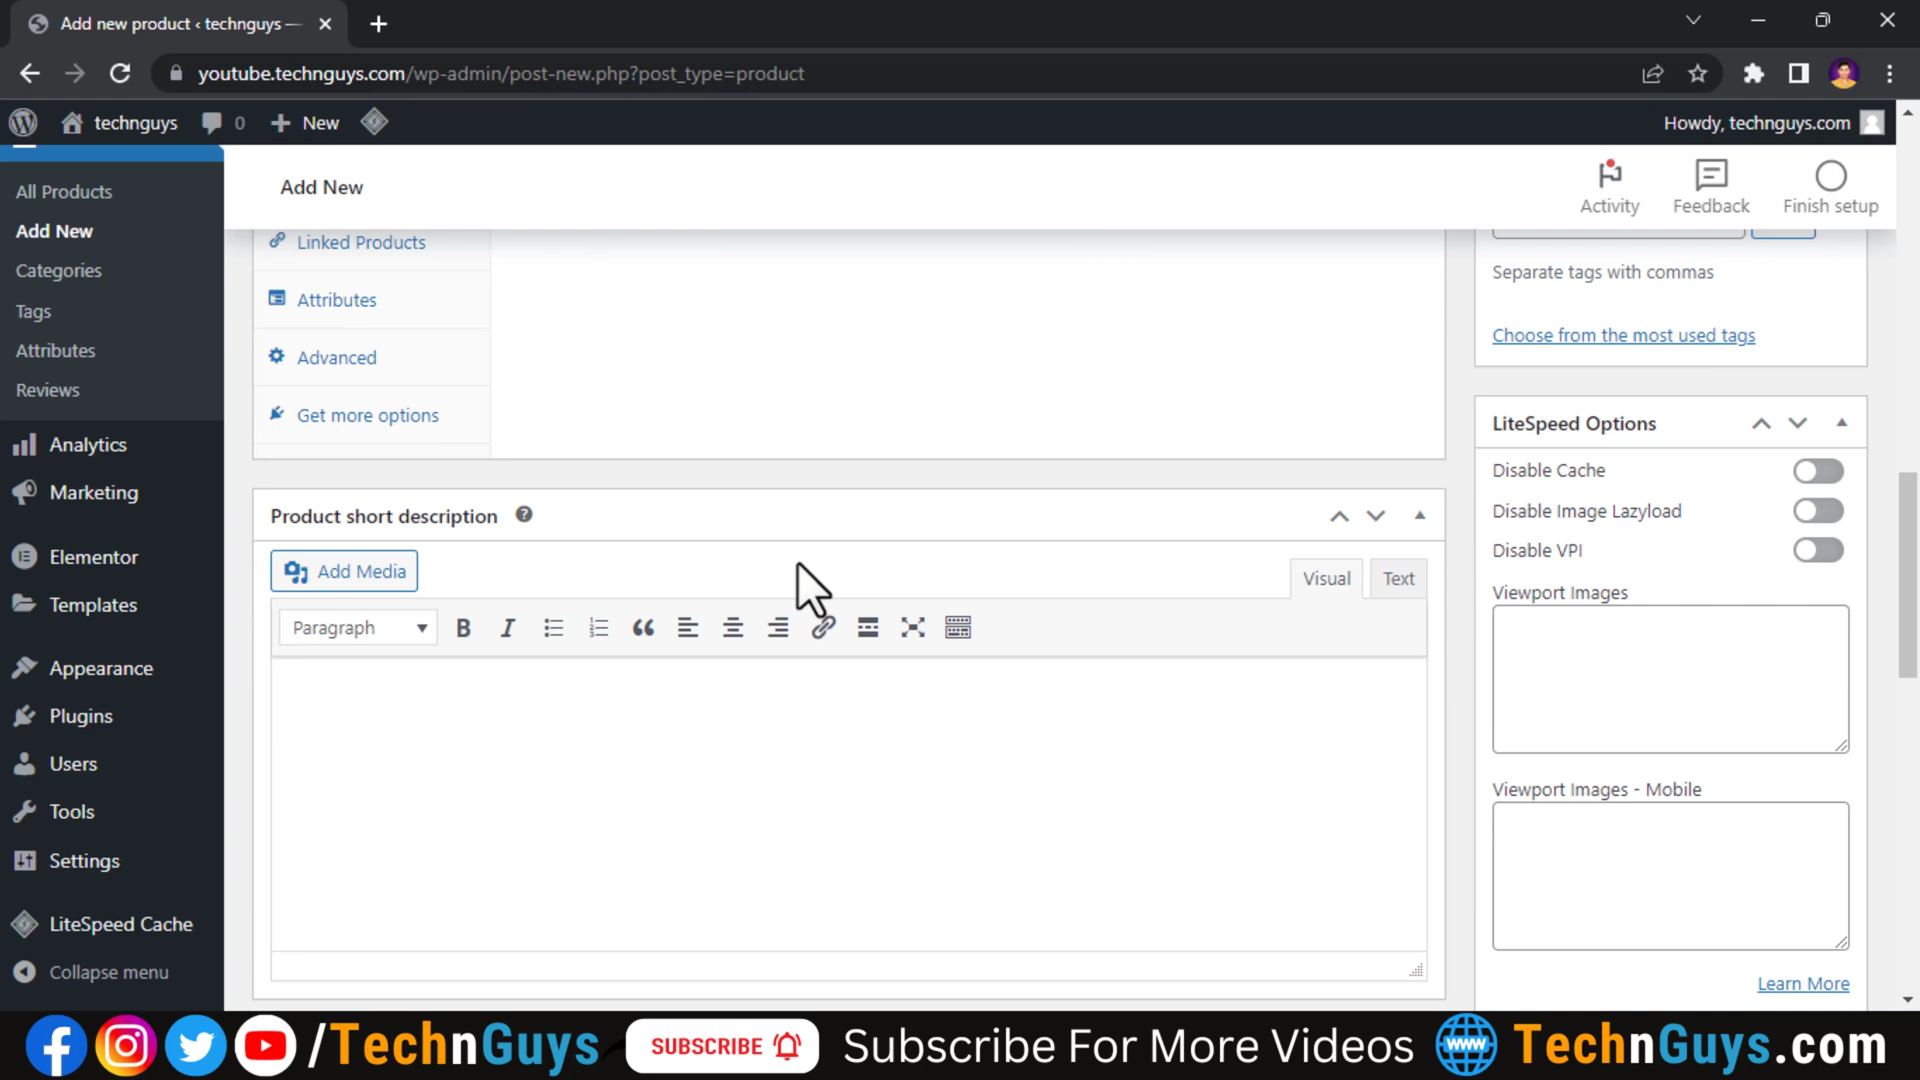 Add new product ‹ technguys —
youtube.technguys.com/wp-admin/post-new.php?post_type=product
technguys
0
New
Howdy, technguys.com
All Products
Add New
Categories
Tags
Attributes
Reviews
Analytics
Marketing
Elementor
Templates
Appearance
Plugins
Users
Tools
Settings
LiteSpeed Cache
Collapse menu
Add New
Activity
Feedback
Finish setup
Linked Products
Attributes
Advanced
Get more options
Product short description
Add Media
Visual
Text
Paragraph
B I
Separate tags with commas
Choose from the most used tags
LiteSpeed Options
Disable Cache
Disable Image Lazyload
Disable VPI
Viewport Images
Viewport Images - Mobile
Learn More
/TechnGuys
SUBSCRIBE
Subscribe For More Videos
www
TechnGuys.com